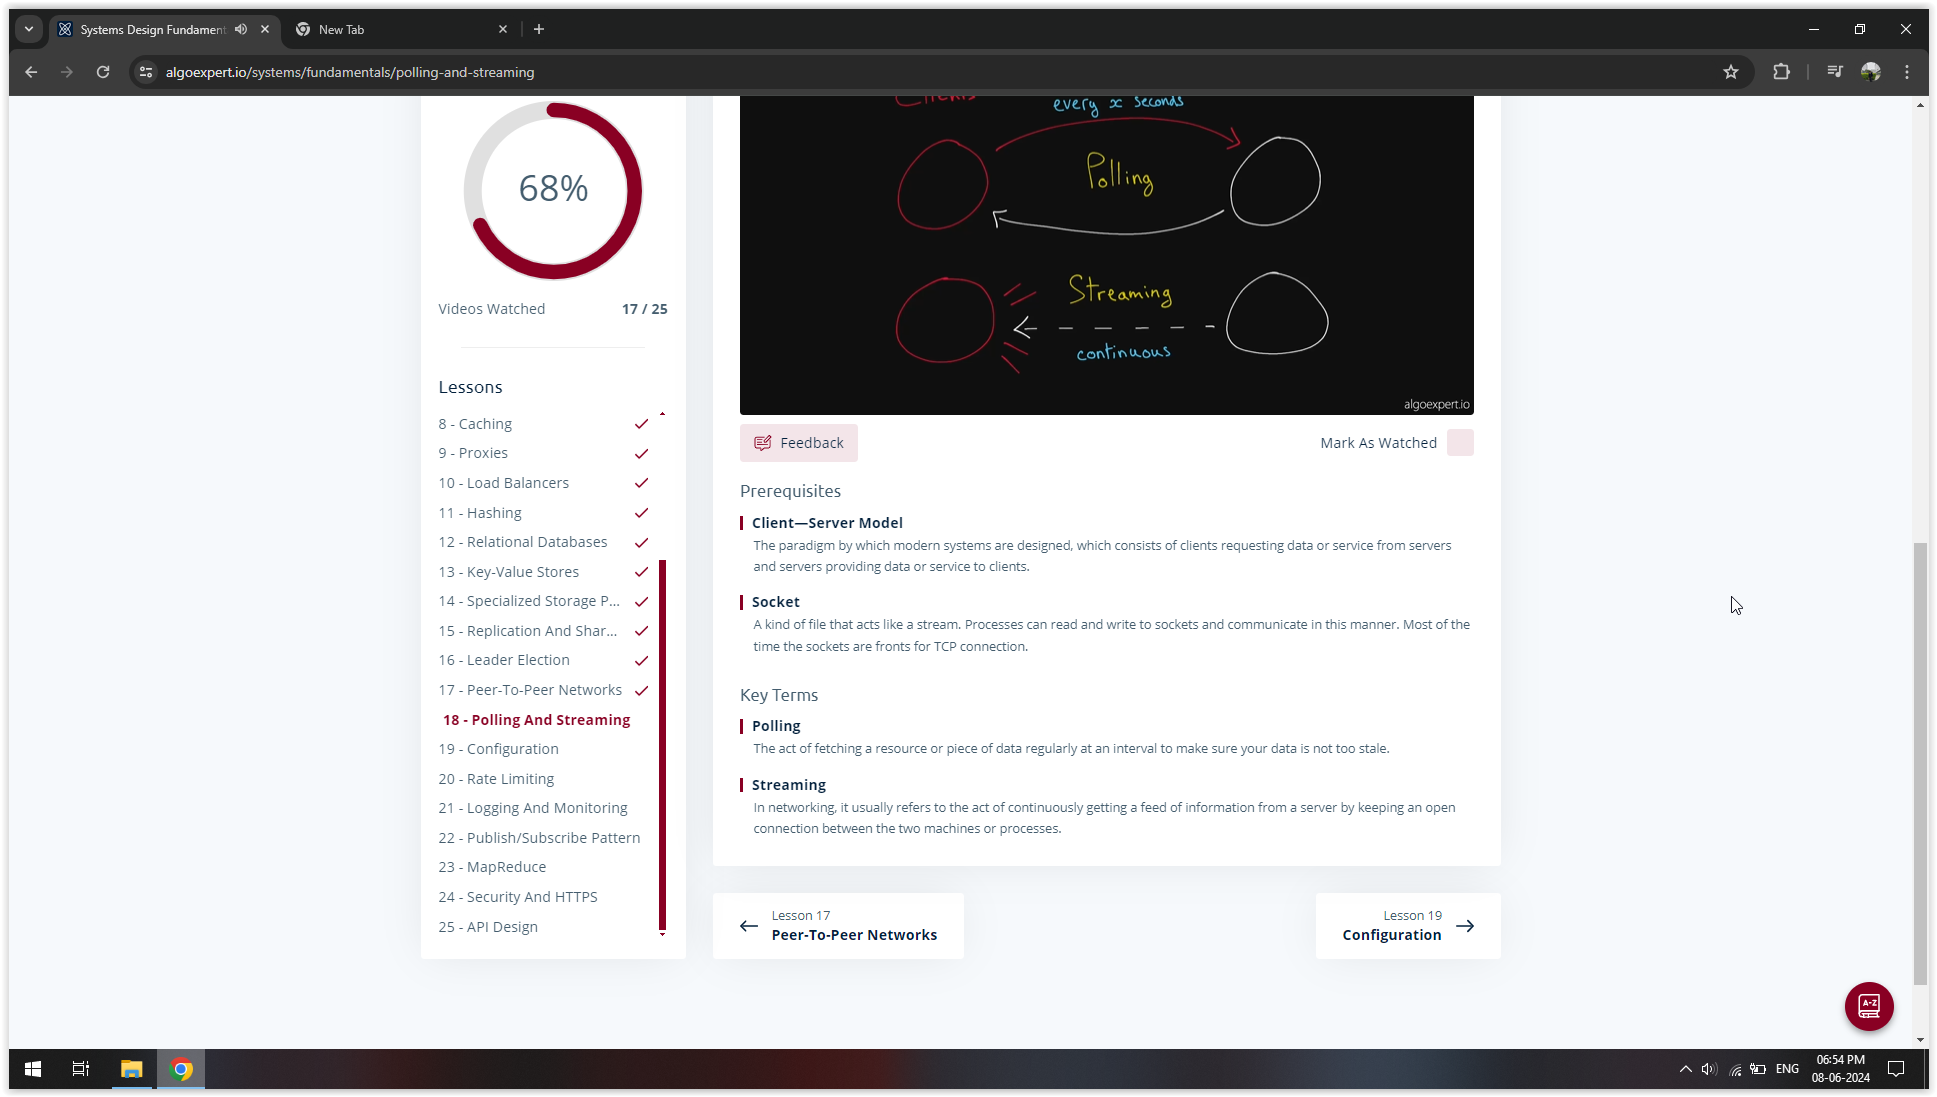 Systems Design Fundament
New Tab
algoexpert.io/systems/fundamentals/polling-and-streaming
68%
Videos Watched 17 / 25
Lessons
8 - Caching
9 - Proxies
10 - Load Balancers
11 - Hashing
12 - Relational Databases
13 - Key-Value Stores
14 - Specialized Storage P...
15 - Replication And Shar...
16 - Leader Election
17 - Peer-To-Peer Networks
18 - Polling And Streaming
19 - Configuration
20 - Rate Limiting
21 - Logging And Monitoring
22 - Publish/Subscribe Pattern
23 - MapReduce
24 - Security And HTTPS
25 - API Design
Clients
every x seconds
Polling
Streaming
continuous
algoexpert.io
Feedback
Mark As Watched
Prerequisites
Client—Server Model
The paradigm by which modern systems are designed, which consists of clients requesting data or service from servers
and servers providing data or service to clients.
Socket
A kind of file that acts like a stream. Processes can read and write to sockets and communicate in this manner. Most of the
time the sockets are fronts for TCP connection.
Key Terms
Polling
The act of fetching a resource or piece of data regularly at an interval to make sure your data is not too stale.
Streaming
In networking, it usually refers to the act of continuously getting a feed of information from a server by keeping an open
connection between the two machines or processes.
Lesson 17
Peer-To-Peer Networks
Lesson 19
Configuration
A-Z
ENG
06:54 PM
08-06-2024